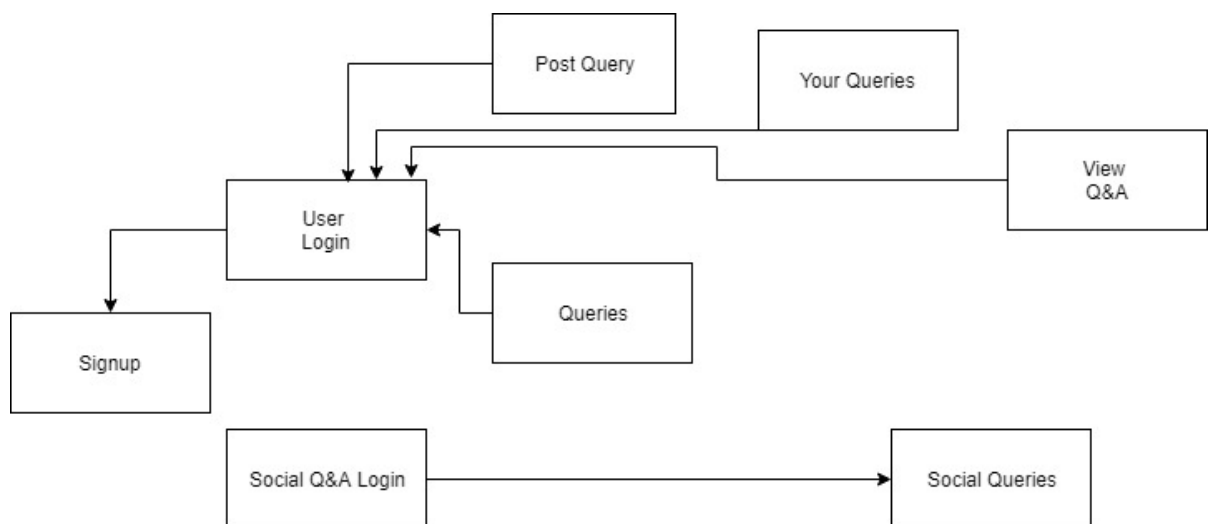 Post Query
Your Queries
View
Q&A
User
Login
Queries
Signup
Social Q&A Login
Social Queries